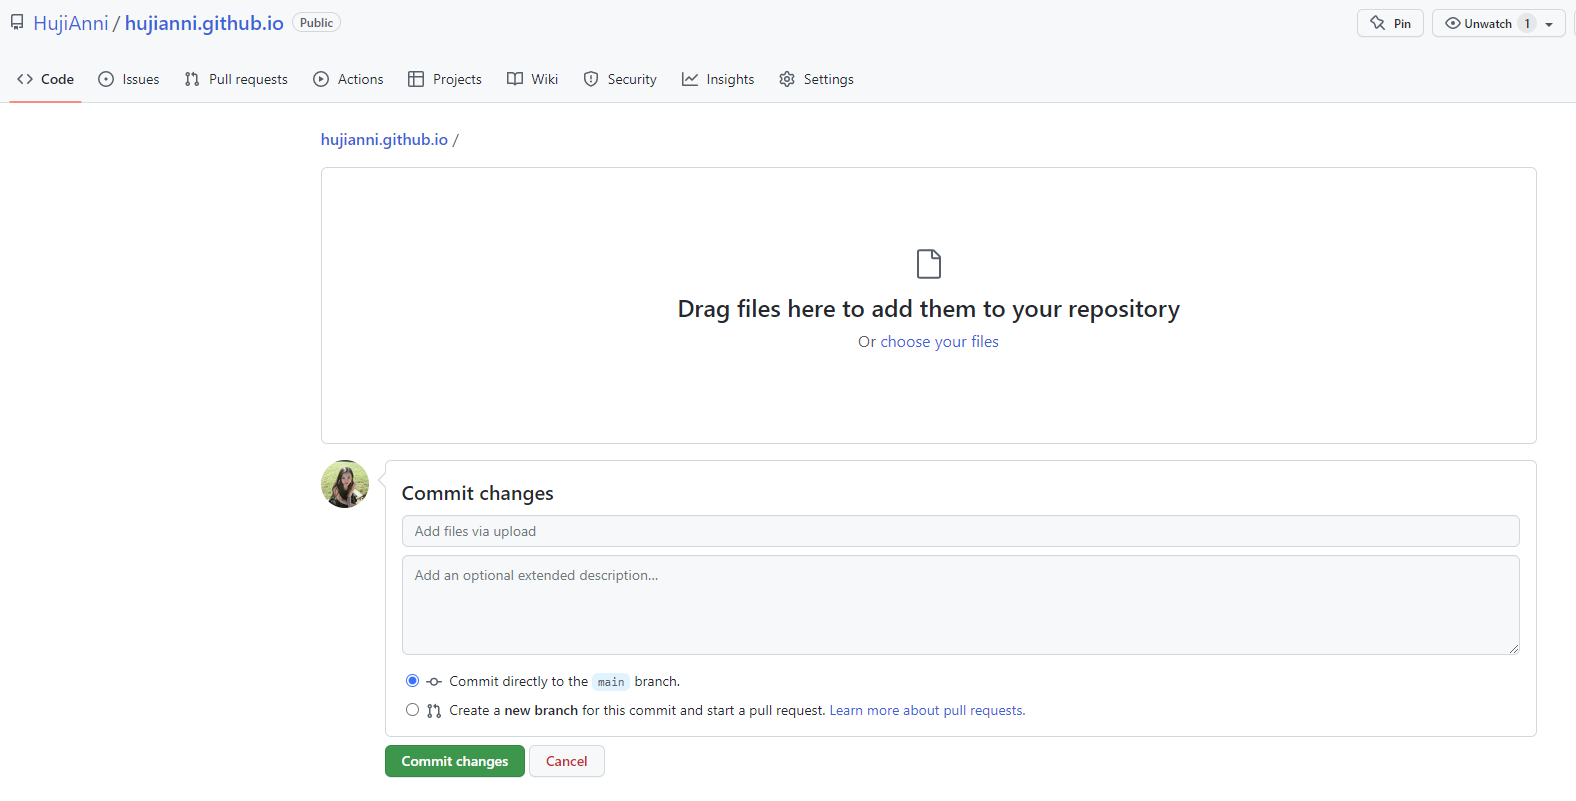 HujiAnni / hujianni.github.io Public Pin Unwatch 1
Code Issues Pull requests Actions Projects Wiki Security Insights Settings
hujianni.github.io /
Drag files here to add them to your repository
Or choose your files
Commit changes
Add files via upload
Add an optional extended description...
Commit directly to the main branch.
Create a new branch for this commit and start a pull request. Learn more about pull requests.
Commit changes Cancel